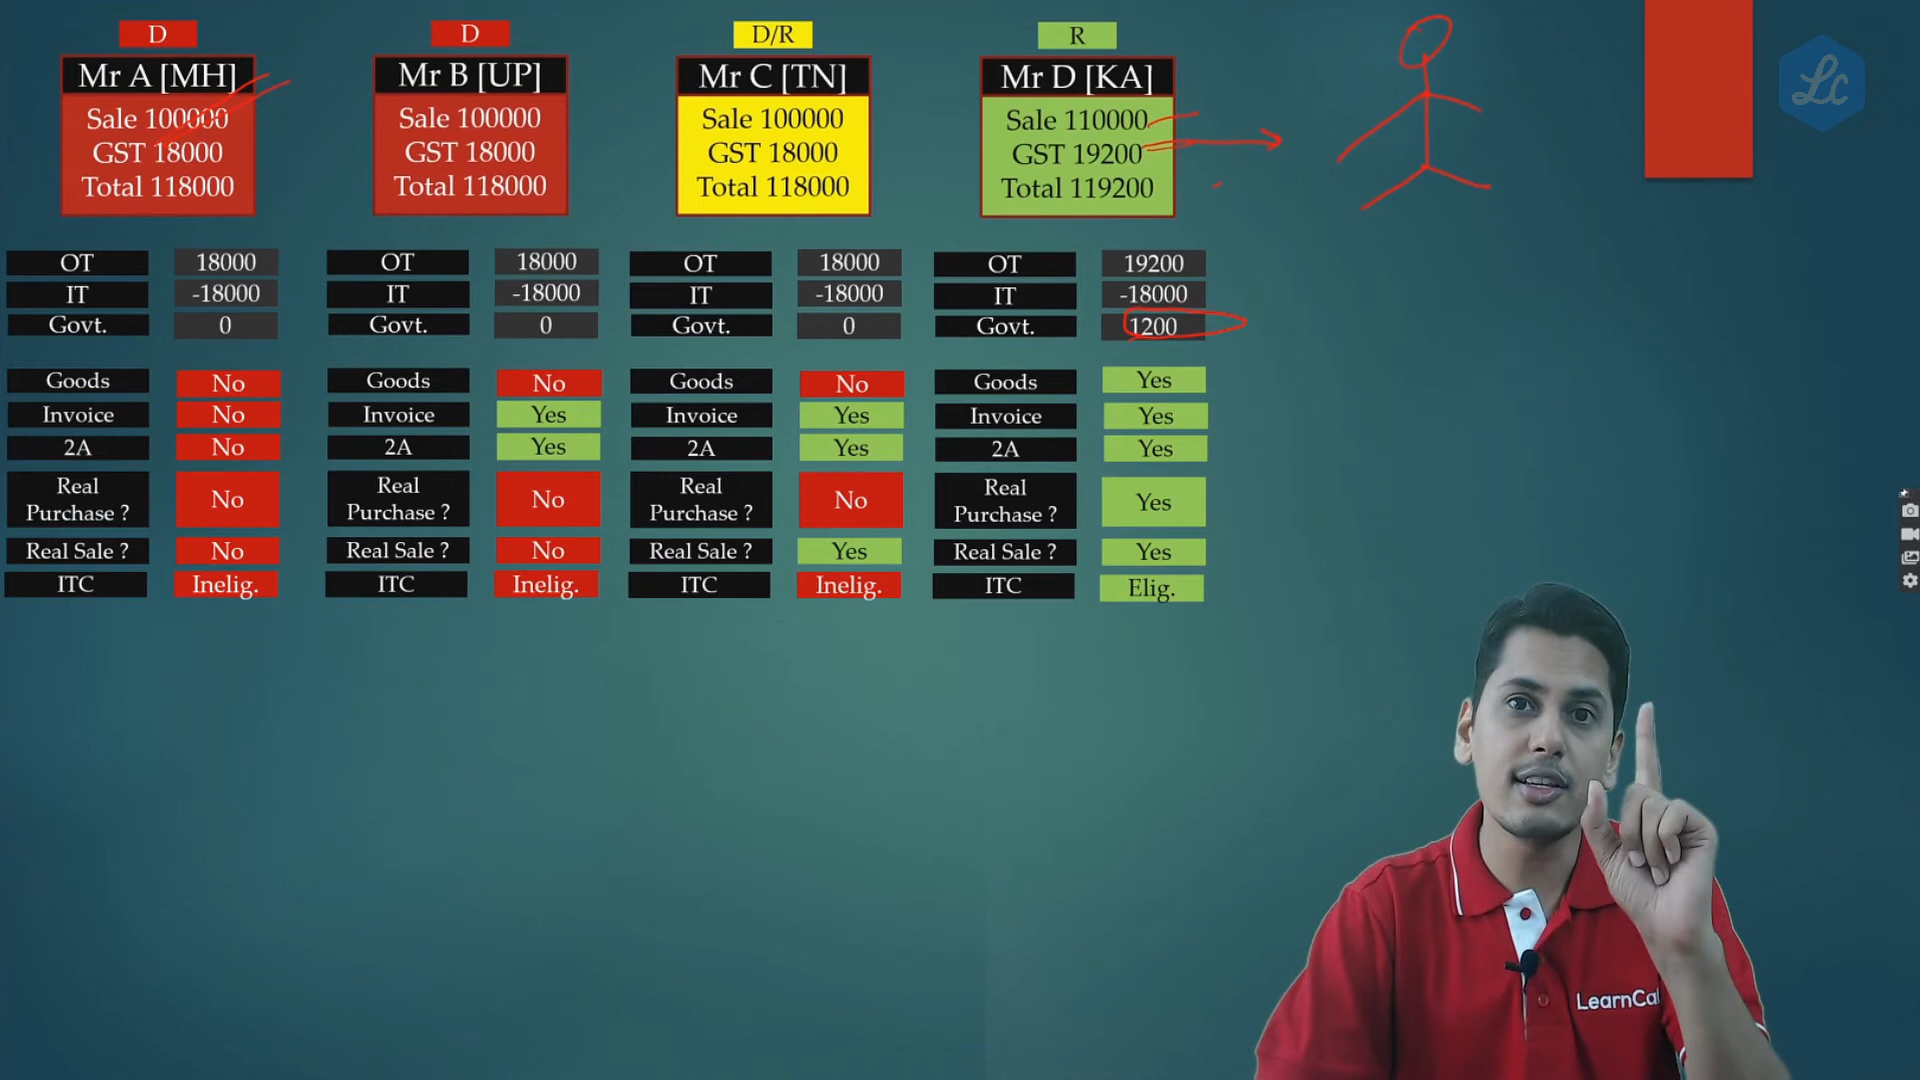 D
Mr A [MH]
Sale 100000
GST 18000
Total 118000
D
Mr B [UP]
Sale 100000
GST 18000
Total 118000
D/R
Mr C [TN]
Sale 100000
GST 18000
Total 118000
R
Mr D [KA]
Sale 110000
GST 19200
Total 119200
Lc
OT 18000
IT -18000
Govt. 0
Goods No
Invoice No
2A No
Real
Purchase ? No
Real Sale ? No
ITC Inelig.
OT 18000
IT -18000
Govt. 0
Goods No
Invoice Yes
2A Yes
Real
Purchase ? No
Real Sale ? No
ITC Inelig.
OT 18000
IT -18000
Govt. 0
Goods No
Invoice Yes
2A Yes
Real
Purchase ? No
Real Sale ? Yes
ITC Inelig.
OT 19200
IT -18000
Govt. 1200
Goods Yes
Invoice Yes
2A Yes
Real
Purchase ? Yes
Real Sale ? Yes
ITC Elig.
LearnCa